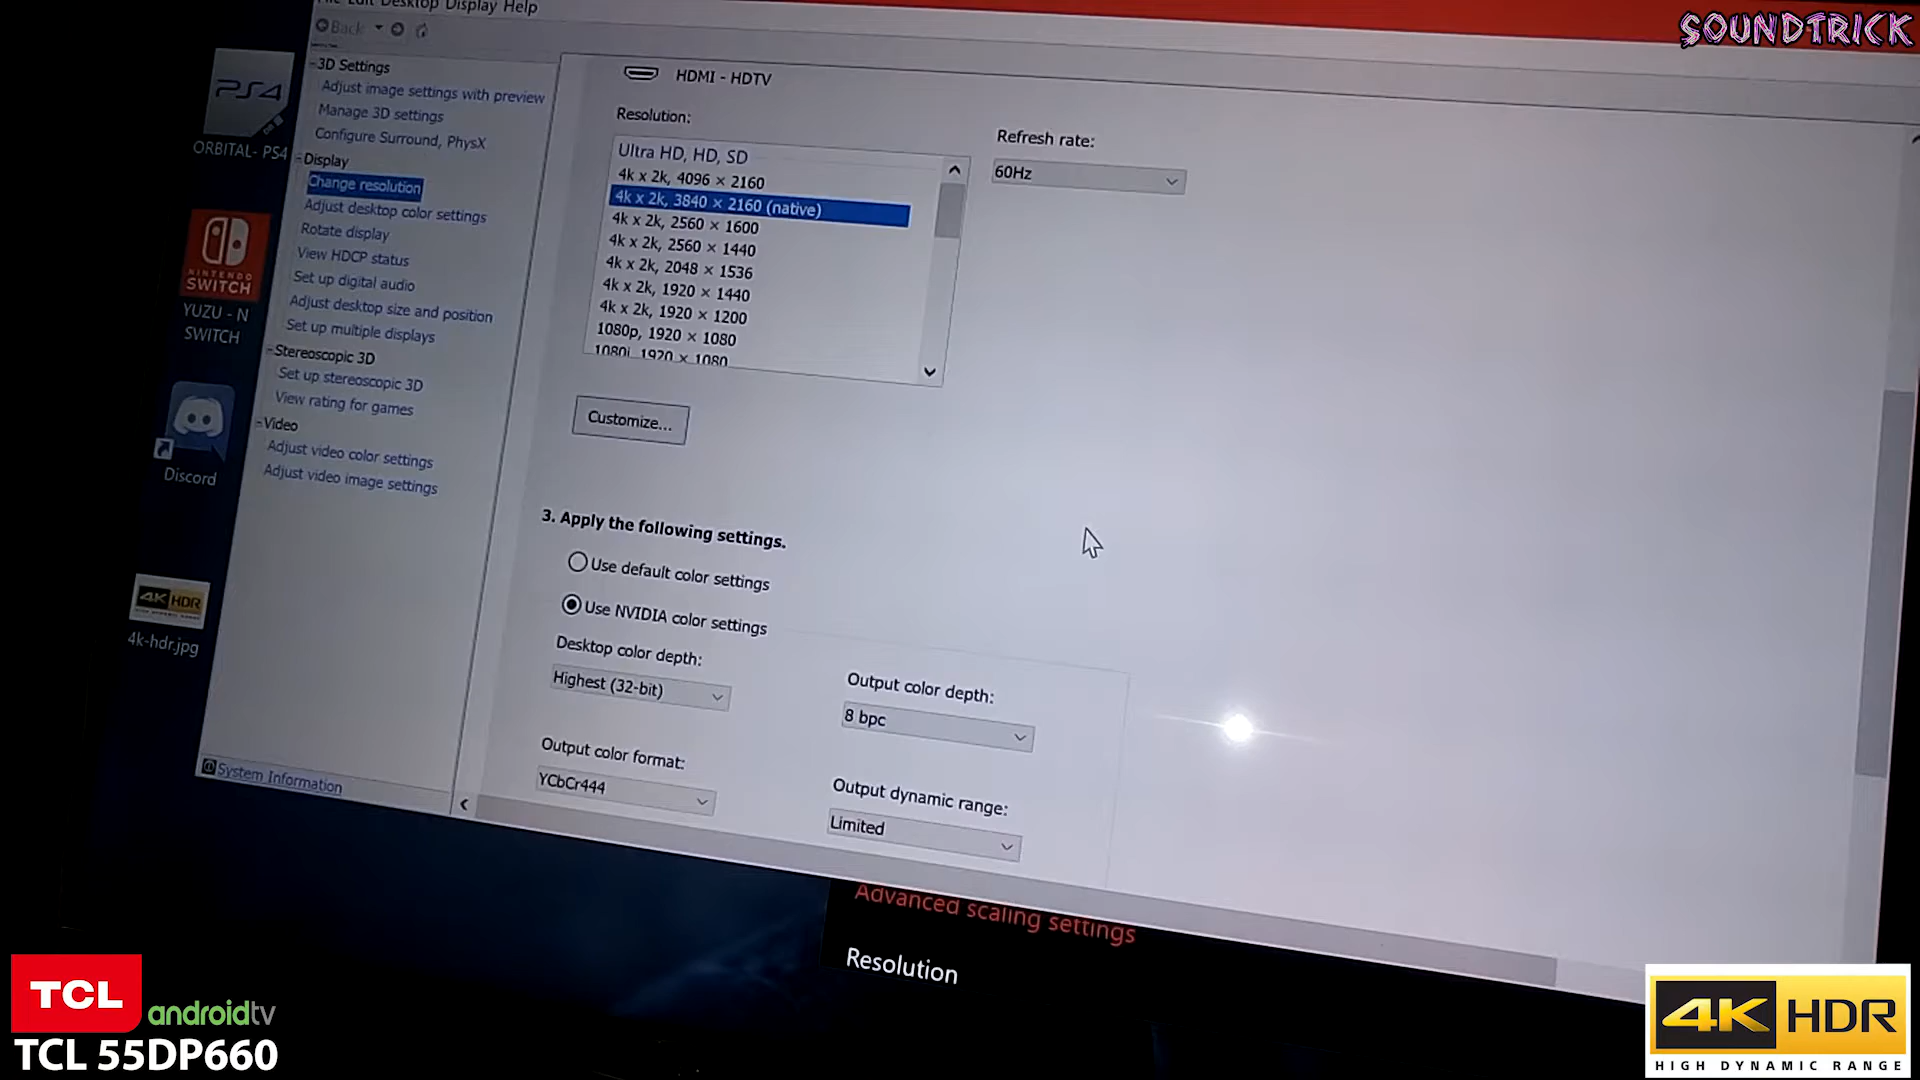 Edit Desktop Display Help
SOUNDTRICK
Back
3D Settings
Adjust image settings with preview
Manage 3D settings
Configure Surround, PhysX
Display
Change resolution
Adjust desktop color settings
Rotate display
View HDCP status
Set up digital audio
Adjust desktop size and position
Set up multiple displays
Stereoscopic 3D
Set up stereoscopic 3D
View rating for games
Video
Adjust video color settings
Adjust video image settings
System Information
PS4
ORBITAL- PS4
NINTENDO
SWITCH
YUZU - N
SWITCH
Discord
4K HDR
4k-hdr.jpg
HDMI - HDTV
Resolution:
Ultra HD, HD, SD
4k x 2k, 4096 × 2160
4k x 2k, 3840 × 2160 (native)
4k x 2k, 2560 × 1600
4k x 2k, 2560 × 1440
4k x 2k, 2048 × 1536
4k x 2k, 1920 × 1440
4k x 2k, 1920 × 1200
1080p, 1920 × 1080
1080i, 1920 × 1080
Refresh rate:
60Hz
Customize...
3. Apply the following settings.
Use default color settings
Use NVIDIA color settings
Desktop color depth:
Highest (32-bit)
Output color depth:
8 bpc
Output color format:
YCbCr444
Output dynamic range:
Limited
Advanced scaling settings
Resolution
TCL androidtv
TCL 55DP660
4K HDR
HIGH DYNAMIC RANGE